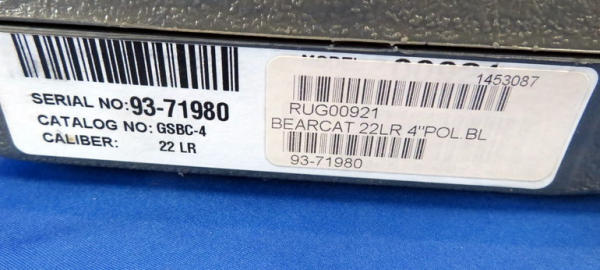 SERIAL NO: 93-71980
CATALOG NO: GSBC-4
CALIBER: 22 LR
1453087
RUG00921
BEARCAT 22LR 4"POL.BL
93-71980